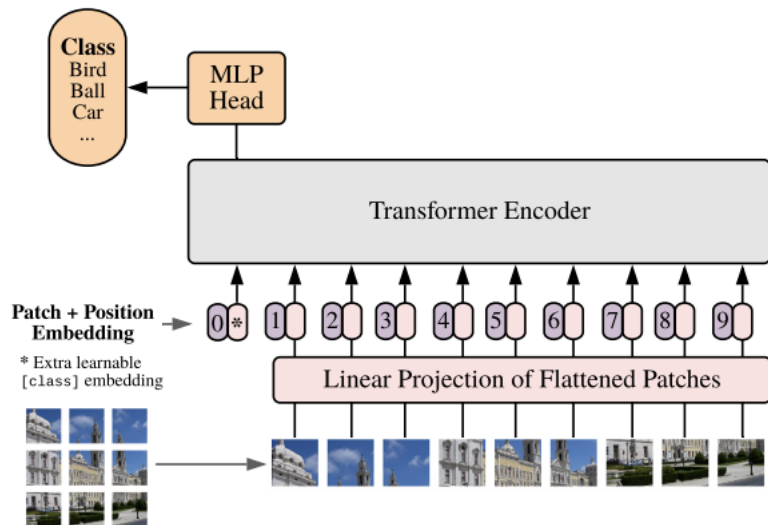 Class
Bird
Ball
Car
...
MLP
Head
Transformer Encoder
Patch + Position
Embedding
0 * 1 2 3 4 5 6 7 8 9
* Extra learnable
[class] embedding
Linear Projection of Flattened Patches